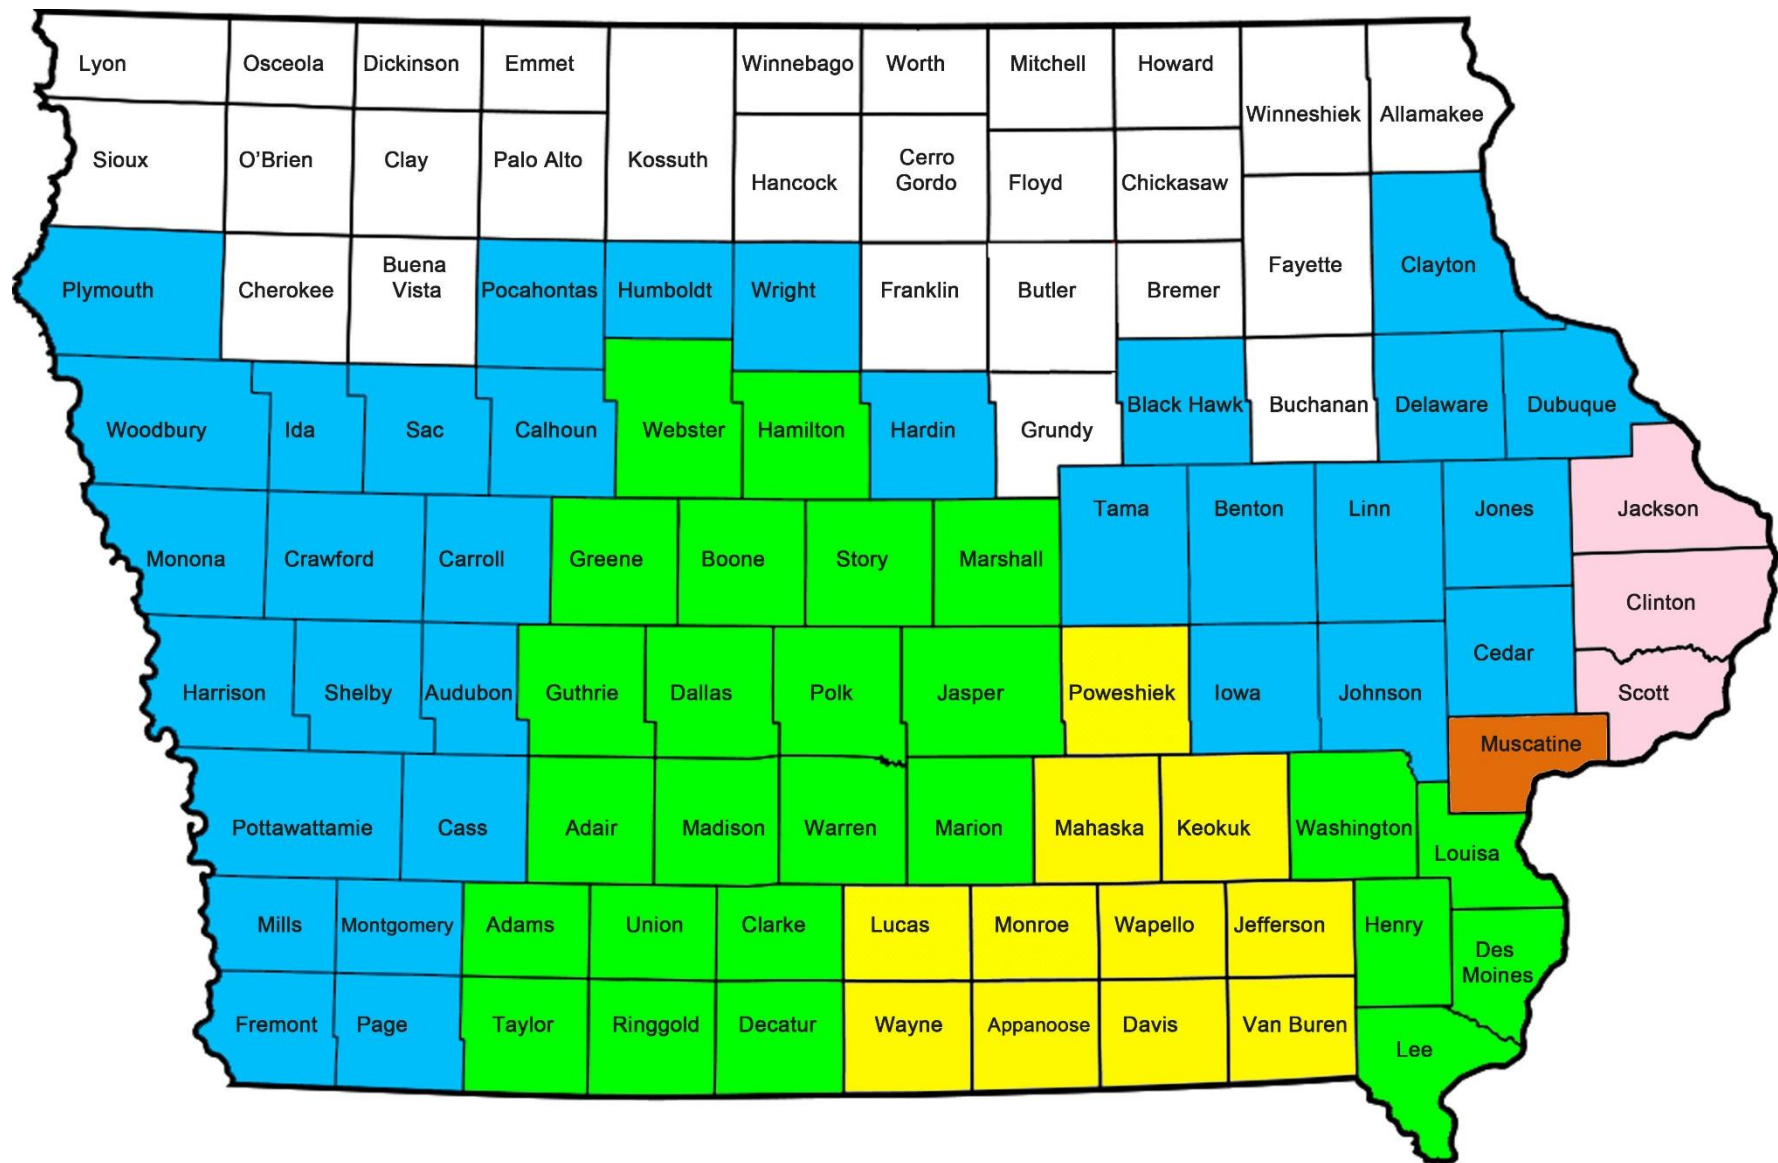 Lyon
Osceola
Dickinson
Emmet
Winnebago
Worth
Mitchell
Howard
Winneshiek
Allamakee
Sioux
O'Brien
Clay
Palo Alto
Kossuth
Hancock
Cerro
Gordo
Floyd
Chickasaw
Plymouth
Cherokee
Buena
Vista
Pocahontas
Humboldt
Wright
Franklin
Butler
Bremer
Fayette
Clayton
Woodbury
Ida
Sac
Calhoun
Webster
Hamilton
Hardin
Grundy
Black Hawk
Buchanan
Delaware
Dubuque
Monona
Crawford
Carroll
Greene
Boone
Story
Marshall
Tama
Benton
Linn
Jones
Jackson
Clinton
Harrison
Shelby
Audubon
Guthrie
Dallas
Polk
Jasper
Poweshiek
Iowa
Johnson
Cedar
Scott
Muscatine
Pottawattamie
Cass
Adair
Madison
Warren
Marion
Mahaska
Keokuk
Washington
Louisa
Mills
Montgomery
Adams
Union
Clarke
Lucas
Monroe
Wapello
Jefferson
Henry
Des
Moines
Fremont
Page
Taylor
Ringgold
Decatur
Wayne
Appanoose
Davis
Van Buren
Lee